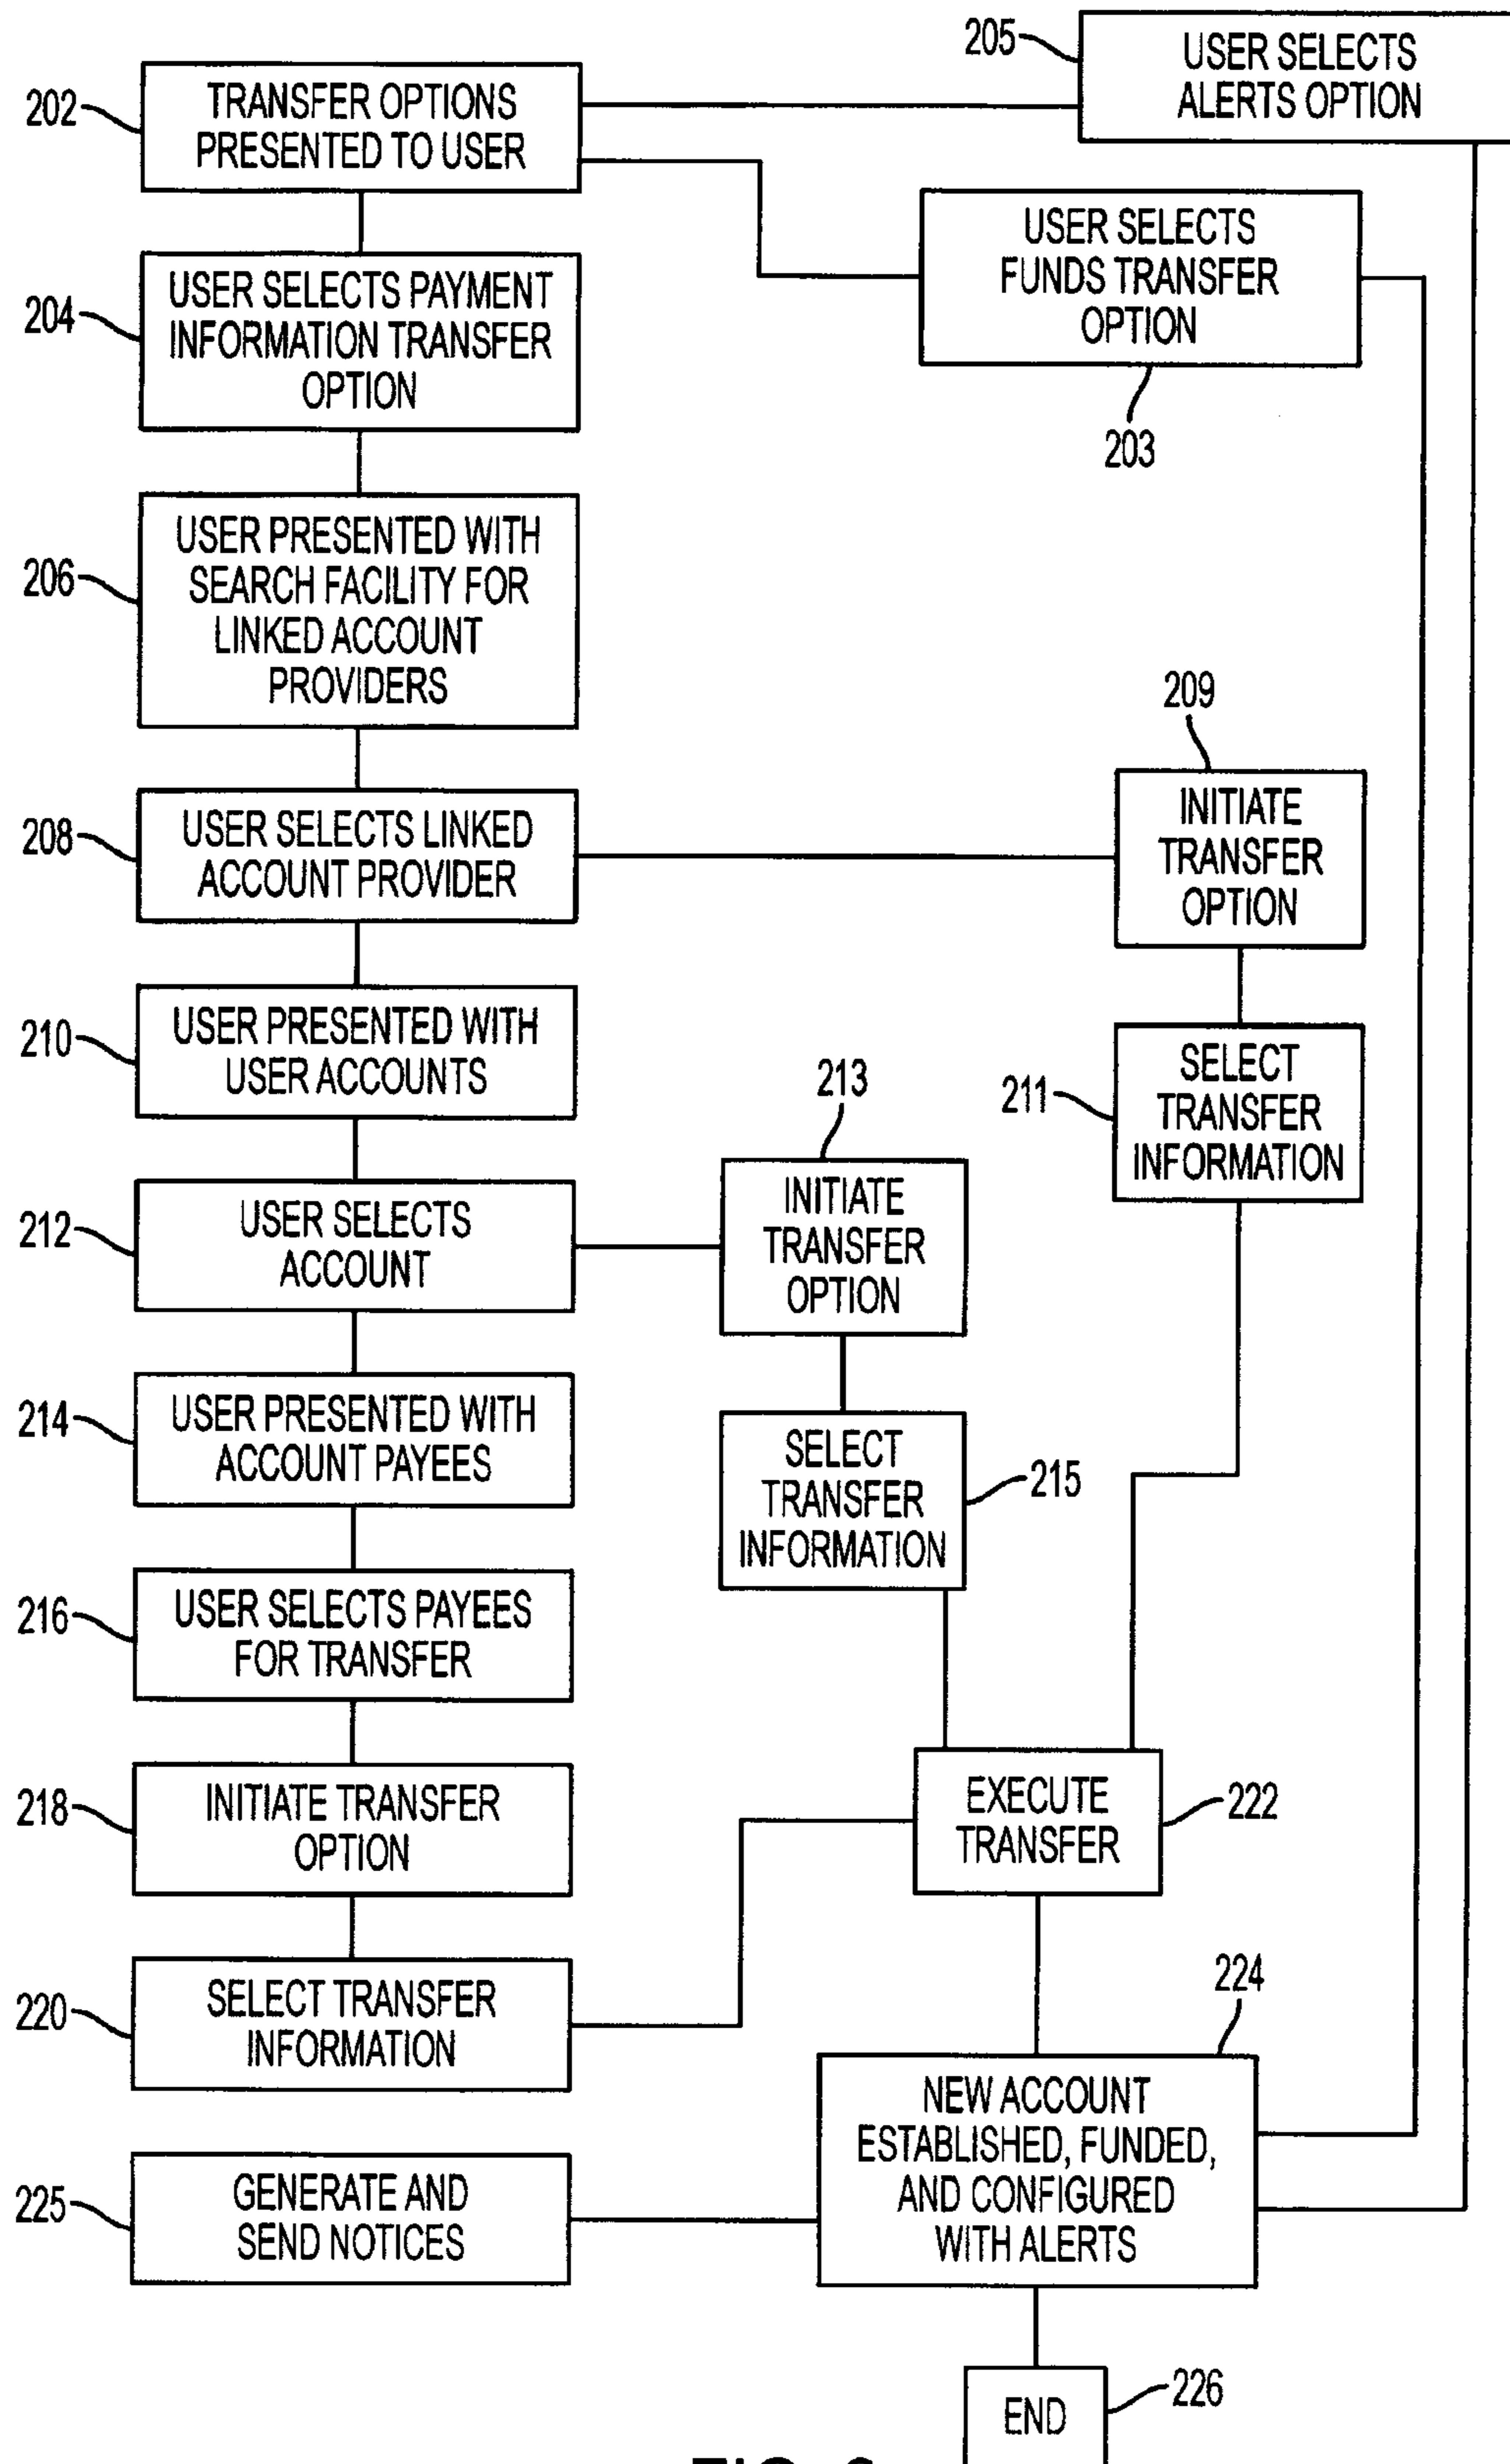 205
USER SELECTS
ALERTS OPTION
202
TRANSFER OPTIONS
PRESENTED TO USER
USER SELECTS
FUNDS TRANSFER
OPTION
203
204
USER SELECTS PAYMENT
INFORMATION TRANSFER
OPTION
206
USER PRESENTED WITH
SEARCH FACILITY FOR
LINKED ACCOUNT
PROVIDERS
209
INITIATE
TRANSFER
OPTION
208
USER SELECTS LINKED
ACCOUNT PROVIDER
210
USER PRESENTED WITH
USER ACCOUNTS
211
SELECT
TRANSFER
INFORMATION
213
INITIATE
TRANSFER
OPTION
212
USER SELECTS
ACCOUNT
214
USER PRESENTED WITH
ACCOUNT PAYEES
SELECT
TRANSFER
INFORMATION
215
216
USER SELECTS PAYEES
FOR TRANSFER
218
INITIATE TRANSFER
OPTION
EXECUTE
TRANSFER
222
220
SELECT TRANSFER
INFORMATION
224
NEW ACCOUNT
ESTABLISHED, FUNDED,
AND CONFIGURED
WITH ALERTS
225
GENERATE AND
SEND NOTICES
END
226